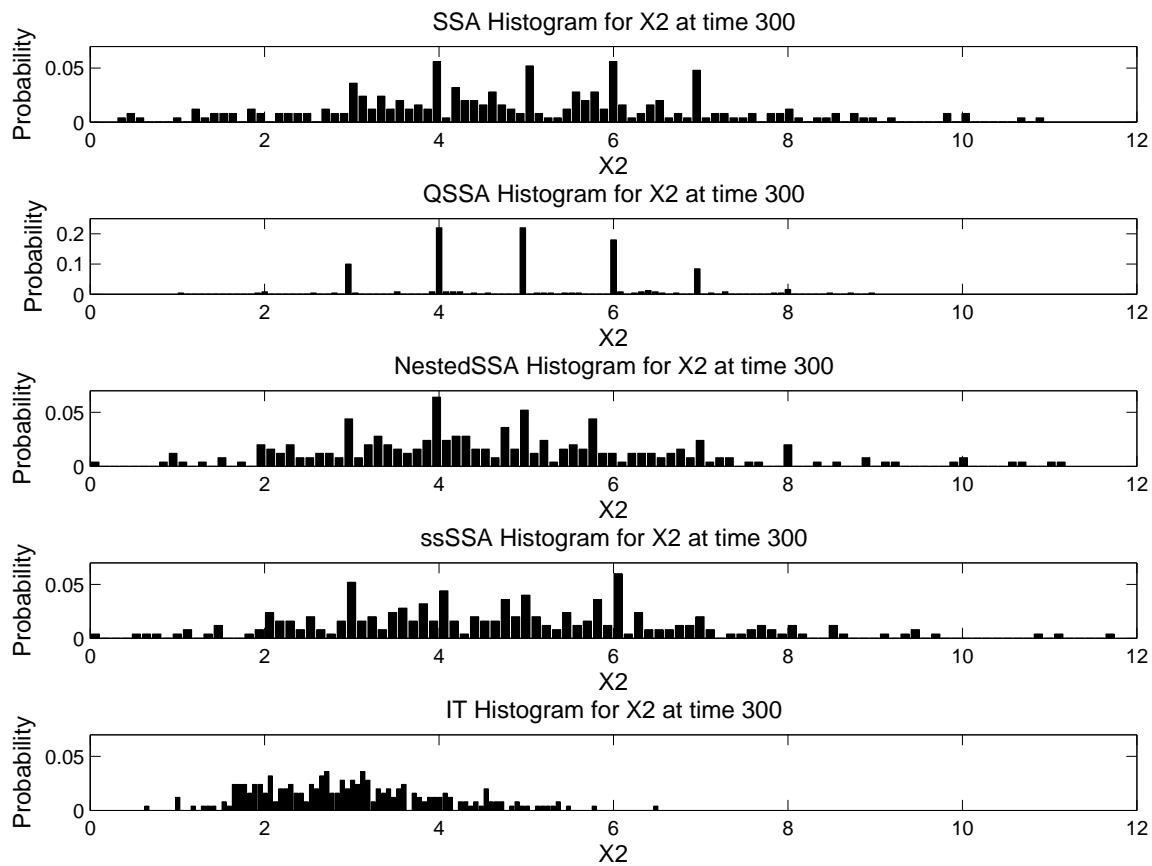 SSA Histogram for X2 at time 300
Probability
0.05
0
0 2 4 6 8 10 12
X2
QSSA Histogram for X2 at time 300
Probability
0.2
0.1
0
0 2 4 6 8 10 12
X2
NestedSSA Histogram for X2 at time 300
Probability
0.05
0
0 2 4 6 8 10 12
X2
ssSSA Histogram for X2 at time 300
Probability
0.05
0
0 2 4 6 8 10 12
X2
IT Histogram for X2 at time 300
Probability
0.05
0
0 2 4 6 8 10 12
X2